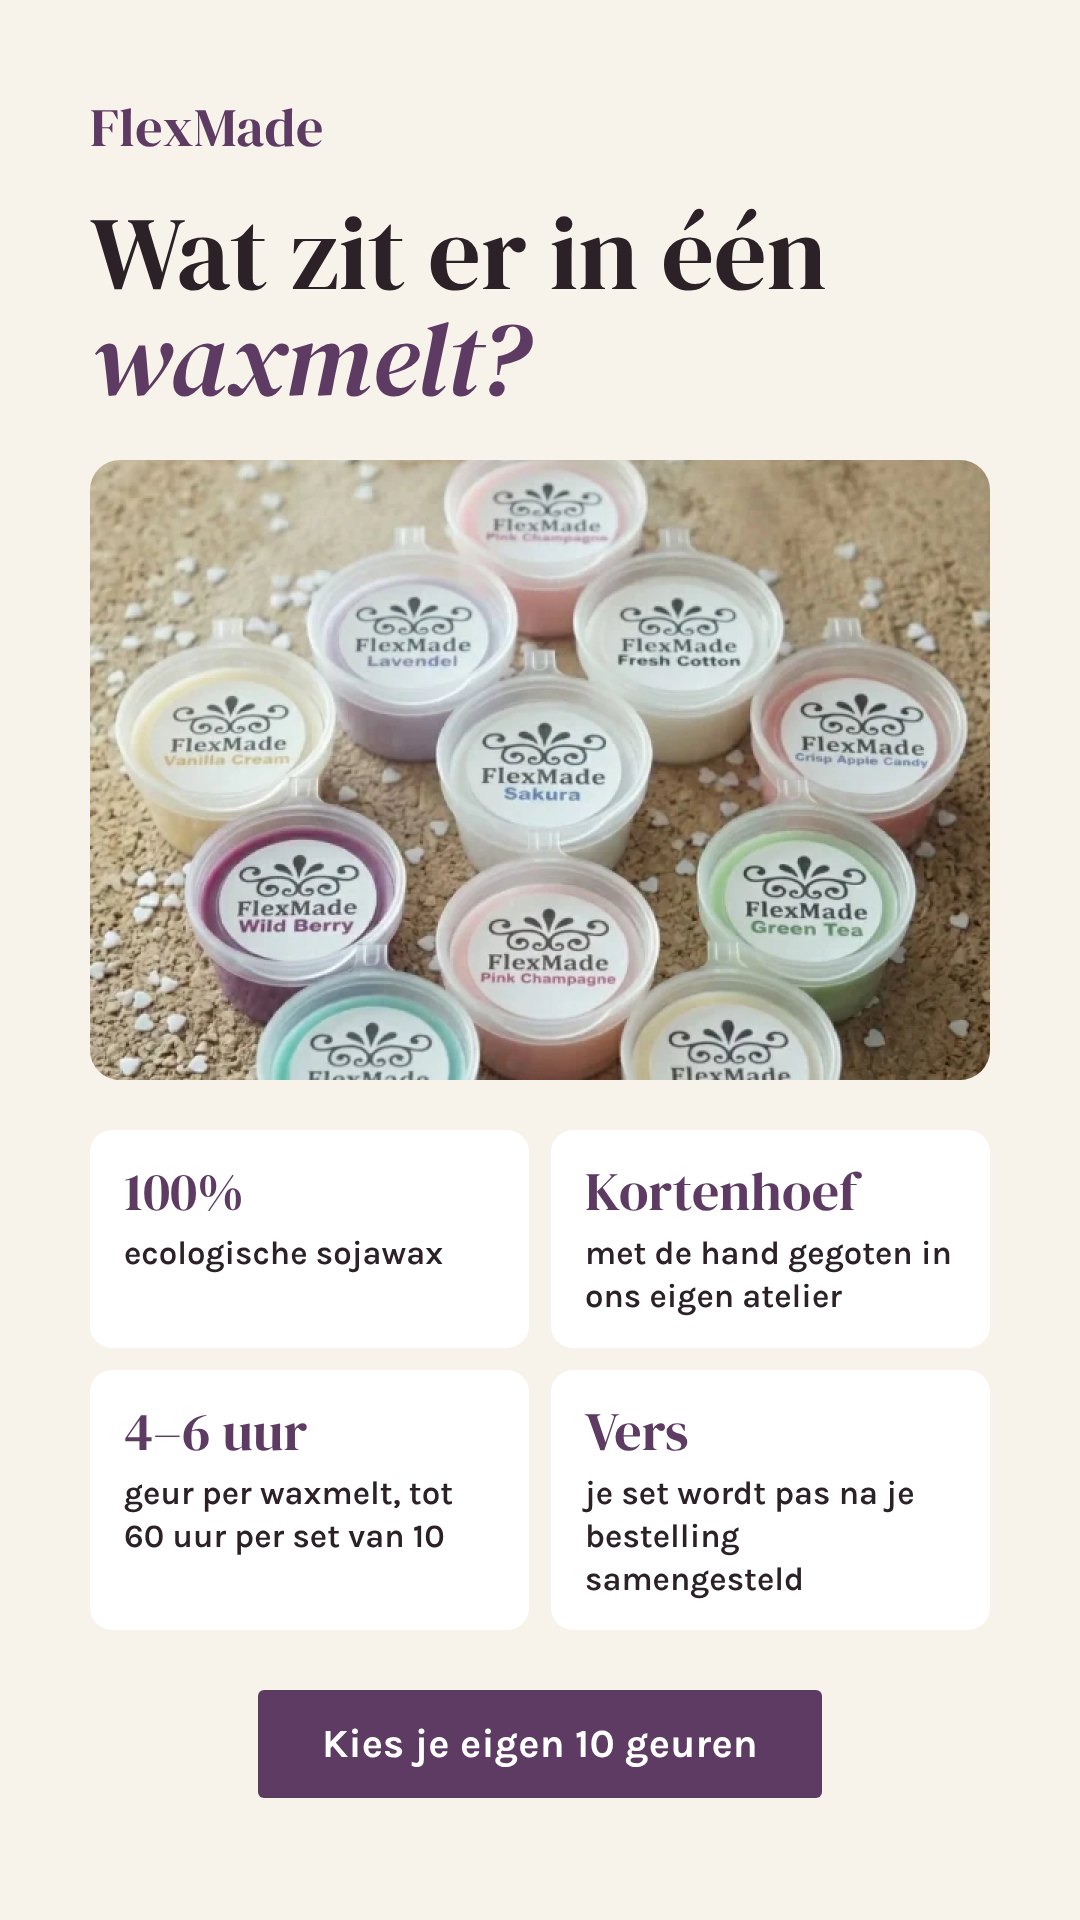 FlexMade
Wat zit er in één
waxmelt?
FlexMade
Pink Champagne
FlexMade
Lavendel
FlexMade
Fresh Cotton
FlexMade
Vanilla Cream
FlexMade
Sakura
FlexMade
Crisp Apple Candy
FlexMade
Wild Berry
FlexMade
Pink Champagne
FlexMade
Green Tea
FlexMade
FlexMade
100%
ecologische sojawax
Kortenhoef
met de hand gegoten in
ons eigen atelier
4–6 uur
geur per waxmelt, tot
60 uur per set van 10
Vers
je set wordt pas na je
bestelling
samengesteld
Kies je eigen 10 geuren